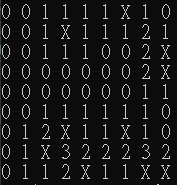 0 0 1 1 1 1 X 1 0
0 0 1 X 1 1 1 2 1
0 0 1 1 1 0 0 2 X
0 0 0 0 0 0 0 2 X
0 0 0 0 0 0 0 1 1
0 0 1 1 1 1 1 1 0
0 1 2 X 1 1 X 1 0
0 1 X 3 2 2 2 3 2
0 1 1 2 X 1 1 X X